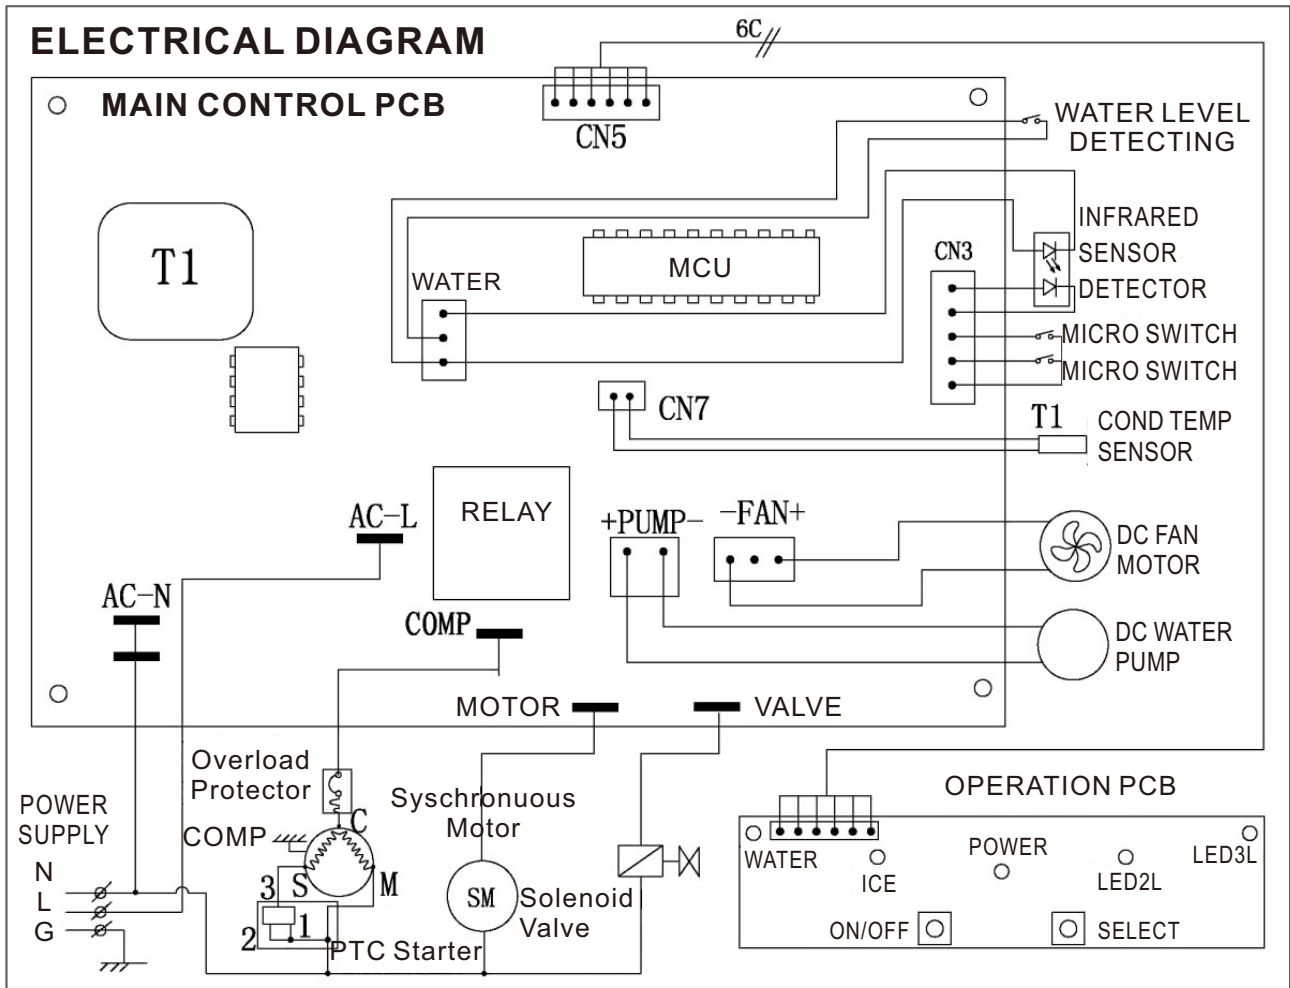 ELECTRICAL DIAGRAM
6C
MAIN CONTROL PCB
CN5
WATER LEVEL
DETECTING
T1
MCU
WATER
CN3
INFRARED
SENSOR
DETECTOR
MICRO SWITCH
MICRO SWITCH
CN7
T1
COND TEMP
SENSOR
AC-L
RELAY
+PUMP-
-FAN+
DC FAN
MOTOR
AC-N
COMP
DC WATER
PUMP
MOTOR
VALVE
Overload
Protector
Syschronuous
Motor
OPERATION PCB
POWER
SUPPLY
N
L
G
COMP
C
S
M
3
1
2
PTC Starter
SM
Solenoid
Valve
WATER
ICE
POWER
LED2L
LED3L
ON/OFF
SELECT